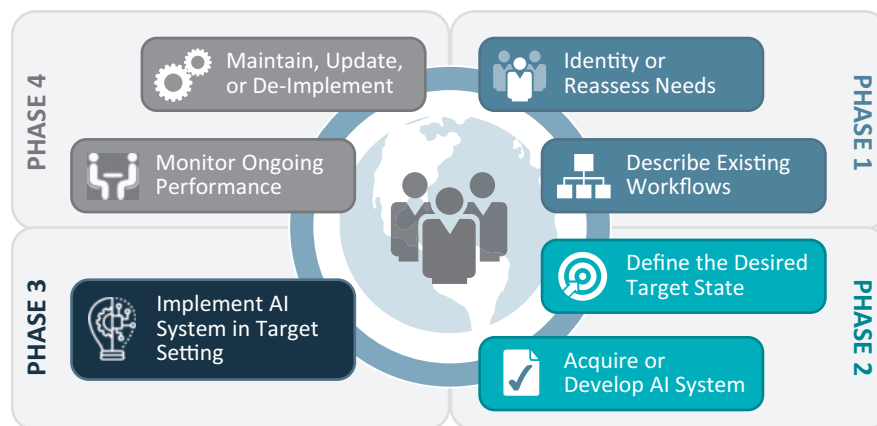 PHASE 4
Maintain, Update,
or De-Implement
Monitor Ongoing
Performance
PHASE 1
Identity or
Reassess Needs
Describe Existing
Workflows
PHASE 2
Define the Desired
Target State
Acquire or
Develop AI System
PHASE 3
Implement AI
System in Target
Setting